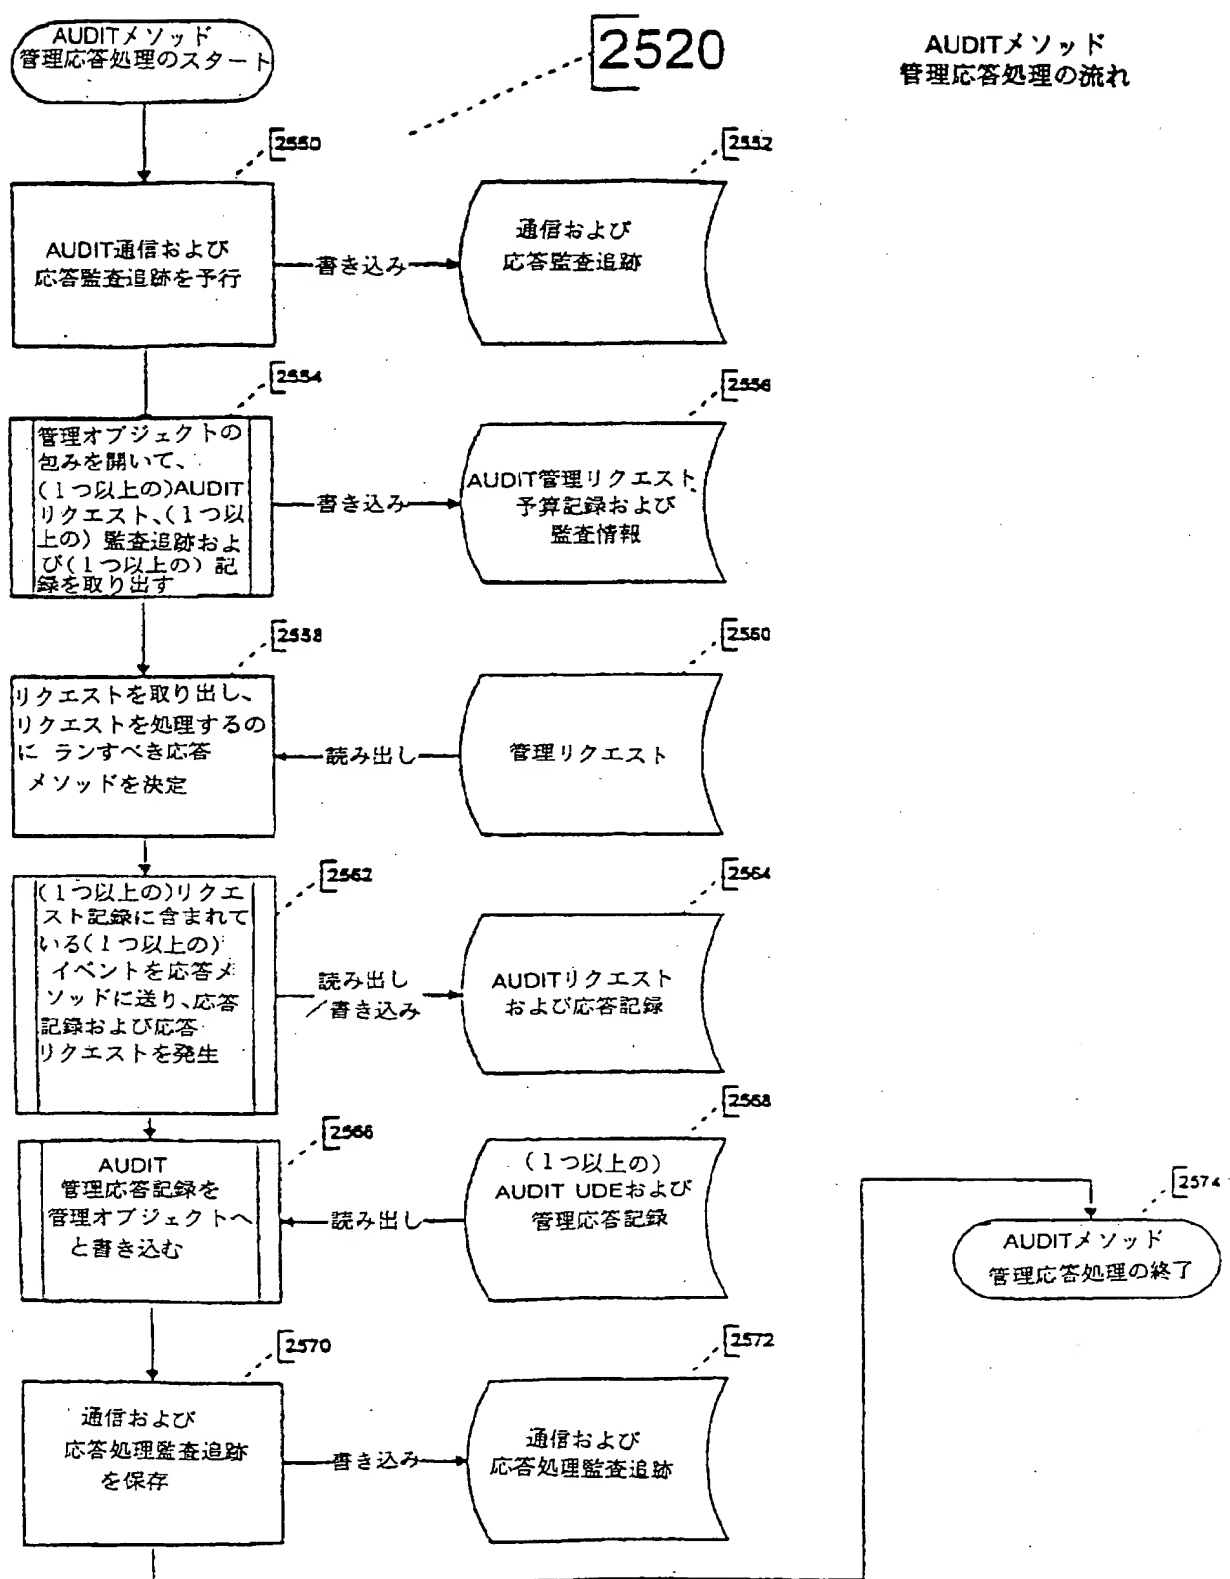 AUDITメソッド
管理応答処理のスタート
2520
AUDITメソッド
管理応答処理の流れ
2550
AUDIT通信および
応答監査追跡を予行
書き込み
2552
通信および
応答監査追跡
2554
管理オブジェクトの
包みを開いて、
(1つ以上の)AUDIT
リクエスト、(1つ以
上の) 監査追跡およ
び(1つ以上の) 記
録を取り出す
書き込み
2556
AUDIT管理リクエスト
予算記録および
監査情報
2558
リクエストを取り出し、
リクエストを処理するの
に ランすべき応答
メソッドを決定
読み出し
2560
管理リクエスト
2562
(1つ以上の)リクエ
スト記録に含まれて
いる(1つ以上の)
イベントを応答メ
ソッドに送り、応答
記録および応答
リクエストを発生
読み出し
/書き込み
2564
AUDITリクエスト
および応答記録
2566
AUDIT
管理応答記録を
管理オブジェクトへ
と書き込む
読み出し
2568
(1つ以上の)
AUDIT UDEおよび
管理応答記録
2570
通信および
応答処理監査追跡
を保存
書き込み
2572
通信および
応答処理監査追跡
2574
AUDITメソッド
管理応答処理の終了